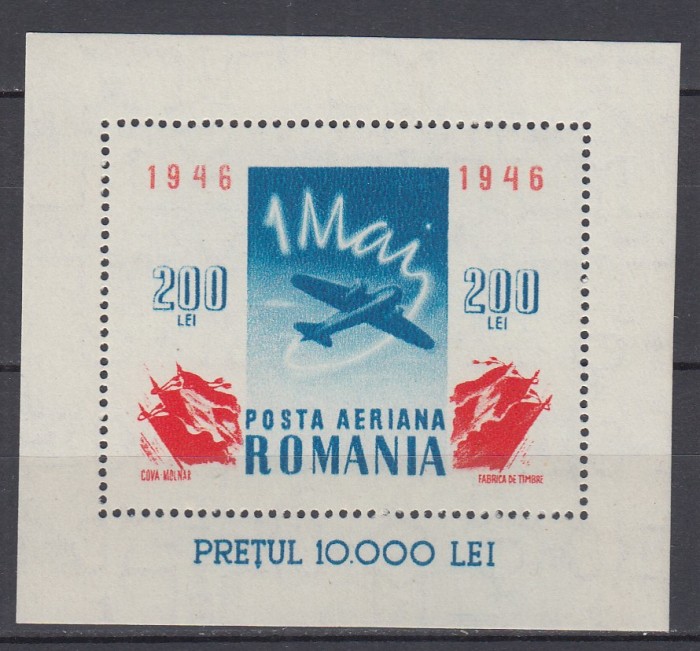 1946
1946
1 Mai
200
LEI
200
LEI
POSTA AERIANA
ROMANIA
COVA-MOLNAR
FABRICA DE TIMBRE
PREȚUL 10.000 LEI